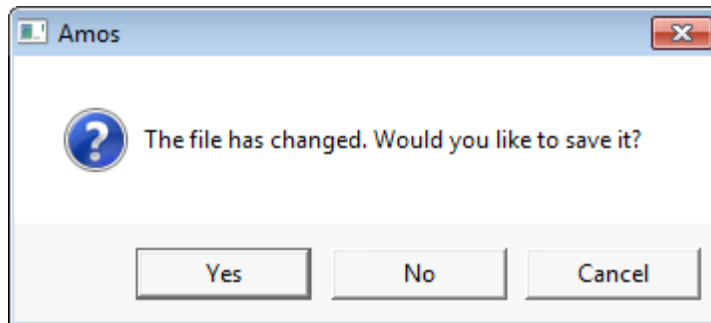 Amos
The file has changed. Would you like to save it?
Yes No Cancel